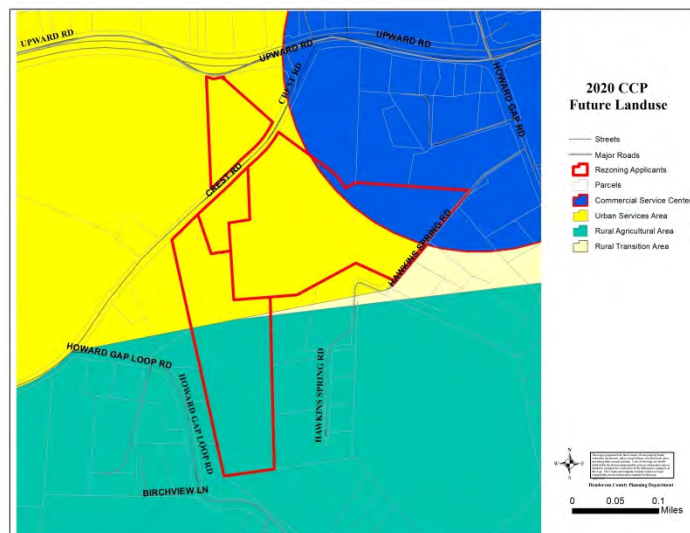 UPWARD RD
UPWARD RD
UPWARD RD
CREST RD
HOWARD GAP RD
CREST RD
HAWKINS SPRING RD
HOWARD GAP LOOP RD
HOWARD GAP LOOP RD
HAWKINS SPRING RD
BIRCHVIEW LN
2020 CCP
Future Landuse
Streets
Major Roads
Rezoning Applicants
Parcels
Commercial Service Center
Urban Services Area
Rural Agricultural Area
Rural Transition Area
N
W
E
S
Henderson County Planning Department
0 0.05 0.1
Miles